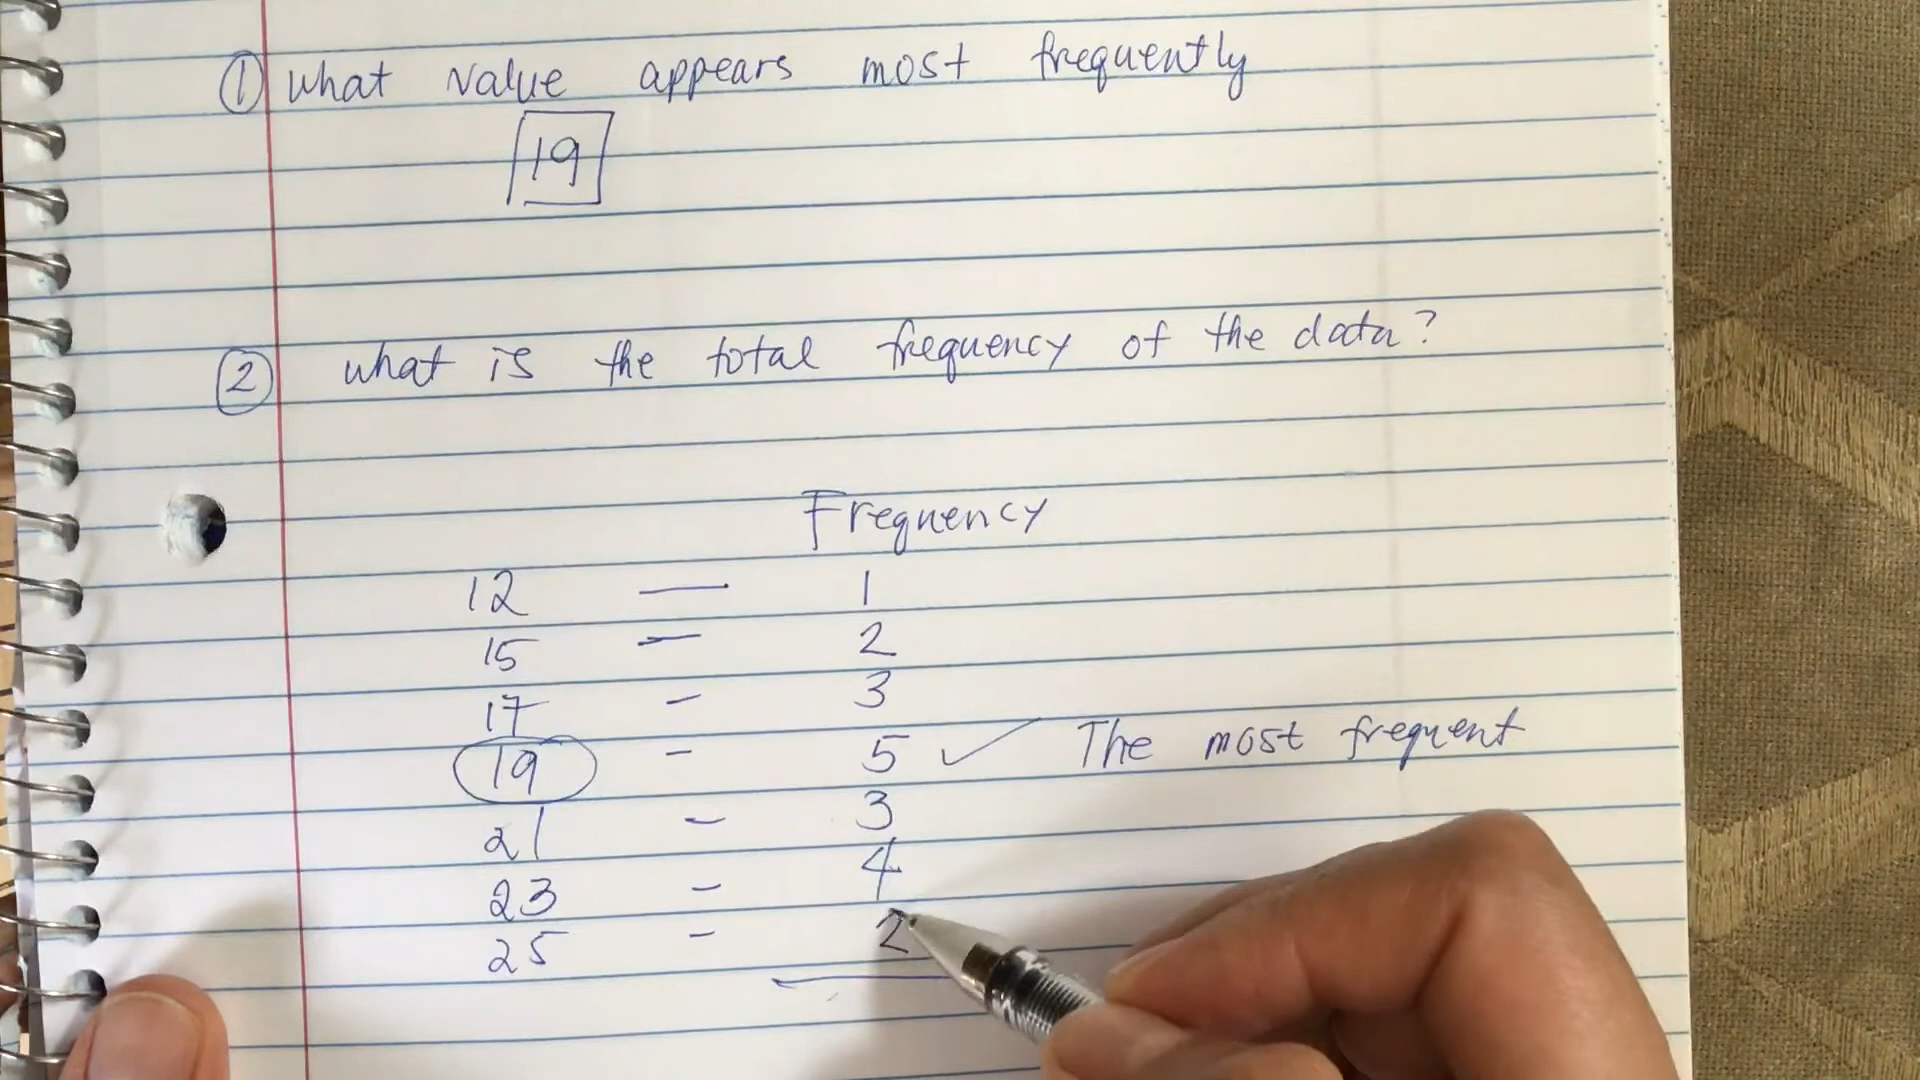 ① What value appears most frequently
19
② what is the total frequency of the data?
Frequency
12 — 1
15 - 2
17 - 3
19 - 5 ✓ The most frequent
21 - 3
23 - 4
25 - 2